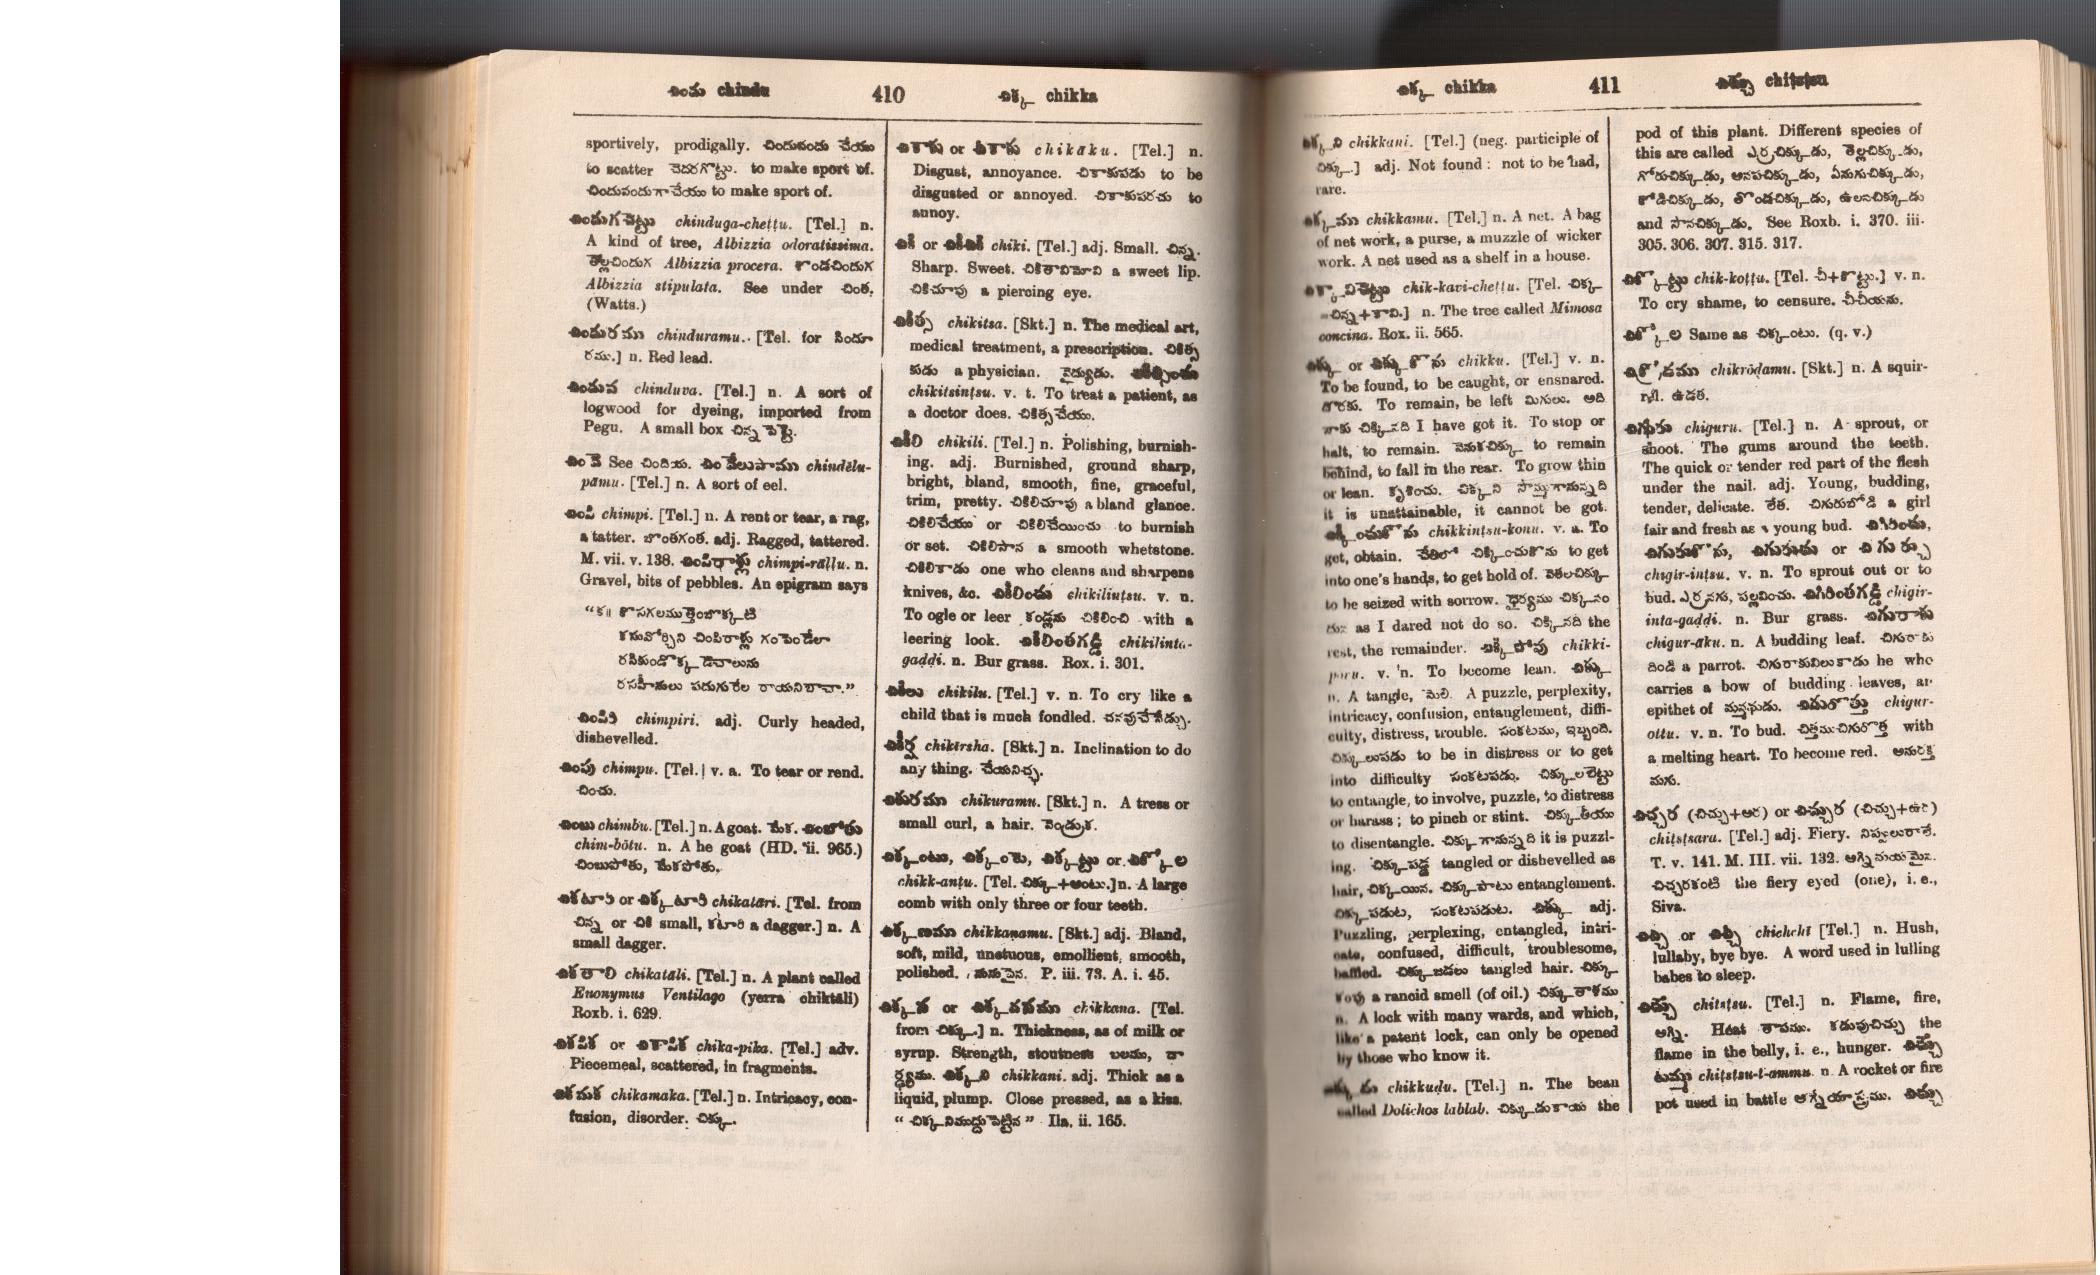 చిందు chindu 410 చిక్క chikka
sportively, prodigally. చిందువందు చేయు
to scatter చెదరగొట్టు. to make sport of.
చిందువందుగాచేయు to make sport of.
చిందుగచెట్టు chinduga-cheṭṭu. [Tel.] n.
A kind of tree, Albizzia odoratissima.
తెల్లచిందుగ Albizzia procera. కొండచిందుగ
Albizzia stipulata. See under చింత.
(Watts.)
చిందురము chinduramu. [Tel. for సిందూ
రము.] n. Red lead.
చిందువ chinduva. [Tel.] n. A sort of
logwood for dyeing, imported from
Pegu. A small box చిన్న పెట్టె.
చిందె See చిందియ. చిందేలుపాము chindēlu-
pāmu. [Tel.] n. A sort of eel.
చింపి chimpi. [Tel.] n. A rent or tear, a rag,
a tatter. బొంతగంత. adj. Ragged, tattered.
M. vii. v. 138. చింపిరాళ్లు chimpi-rāḷḷu. n.
Gravel, bits of pebbles. An epigram says
“క॥ కొసగలముత్తెంబొక్కటి
కమనొచ్చిన చింపిరాళ్లు గంపెండేలా
రసికుండొక్క డెచాలును
రసహీనులు పదుగురేల రాయనిబాచా.”
చింపిరి chimpiri. adj. Curly headed,
dishevelled.
చింపు chimpu. [Tel.] v. a. To tear or rend.
చించు.
చింబు chimbu. [Tel.] n. A goat. మేక. చింబోతు
chim-bōtu. n. A he goat (HD. ii. 965.)
చింబుపోతు, మేకపోతు.
చికటారి or చిక్కటారి chikatāri. [Tel. from
చిన్న or చికి small, కటారి a dagger.] n. A
small dagger.
చికతాలి chikatāli. [Tel.] n. A plant called
Euonymus Ventilago (yerra chiktāli)
Roxb. i. 629.
చికపిక or చికాపిక chika-pika. [Tel.] adv.
Piecemeal, scattered, in fragments.
చికమక chikamaka. [Tel.] n. Intricacy, con-
fusion, disorder. చిక్కు.
చికాకు or చీకాకు chikāku. [Tel.] n.
Disgust, annoyance. చికాకుపడు to be
disgusted or annoyed. చికాకుపరచు to
annoy.
చికి or చికిచికి chiki. [Tel.] adj. Small. చిన్న.
Sharp. Sweet. చికితానిమోవి a sweet lip.
చికిచూపు a piercing eye.
చికిత్స chikitsa. [Skt.] n. The medical art,
medical treatment, a prescription. చికిత్స
కుడు a physician. వైద్యుడు. చికిత్సించు
chikitsinṭsu. v. t. To treat a patient, as
a doctor does. చికిత్సచేయు.
చికిలి chikili. [Tel.] n. Polishing, burnish-
ing. adj. Burnished, ground sharp,
bright, bland, smooth, fine, graceful,
trim, pretty. చికిలిచూపు a bland glance.
చికిలిచేయు or చికిలిచేయించు to burnish
or set. చికిలిసాన a smooth whetstone.
చికిలికాడు one who cleans and sharpens
knives, &c. చికిలించు chikilinṭsu. v. n.
To ogle or leer కండ్లను చికిలించి with a
leering look. చికిలింతగడ్డి chikilinta-
gaddi. n. Bur grass. Rox. i. 301.
చికిలు chikilu. [Tel.] v. n. To cry like a
child that is much fondled. చనవుచేనేడ్చు.
చికీర్ష chikīrsha. [Skt.] n. Inclination to do
any thing. చేయనిచ్ఛ.
చికురము chikuramu. [Skt.] n. A tress or
small curl, a hair. వెండ్రుక.
చిక్కంటు, చిక్కంతు, చిక్కట్టు or చిక్కోల
chikk-anṭu. [Tel. చిక్కు+అంటు.] n. A large
comb with only three or four teeth.
చిక్కణము chikkaṇamu. [Skt.] adj. Bland,
soft, mild, unctuous, emollient, smooth,
polished. నునుపైన. P. iii. 73. A. i. 45.
చిక్కన or చిక్కదనము chikkana. [Tel.
from చిక్కు.] n. Thickness, as of milk or
syrup. Strength, stoutness బలము, దా
ర్ఢ్యము. చిక్కని chikkani. adj. Thick as a
liquid, plump. Close pressed, as a kiss.
“చిక్కనిముద్దుపెట్టిన” Ila. ii. 165.
చిక్క chikka 411 చిచ్చు chiṭsṭsu
చిక్కని chikkani. [Tel.] (neg. participle of
చిక్కు.] adj. Not found : not to be had,
rare.
చిక్కము chikkamu. [Tel.] n. A net. A bag
of net work, a purse, a muzzle of wicker
work. A net used as a shelf in a house.
చిక్కావిచెట్టు chik-kavi-cheṭṭu. [Tel. చిక్క
=చిన్న+కావి.] n. The tree called Mimosa
concina. Rox. ii. 565.
చిక్కు or చిక్కుకొను chikku. [Tel.] v. n.
To be found, to be caught, or ensnared.
దొరకు. To remain, be left మిగులు. అది
నాకు చిక్కినది I have got it. To stop or
halt, to remain. వెనుకచిక్కు to remain
behind, to fall in the rear. To grow thin
or lean. కృశించు. చిక్కని సొమ్ముగానున్నది
it is unattainable, it cannot be got.
చిక్కించుకొను chikkinṭsu-konu. v. a. To
get, obtain. చేతిలో చిక్కించుకొను to get
into one's hands, to get hold of. వెతలచిక్కు
to be seized with sorrow. ధైర్యము చిక్కనం
దున as I dared not do so. చిక్కినది the
rest, the remainder. చిక్కిపోవు chikki-
povu. v. n. To become lean. చిక్కు
n. A tangle, మెలి. A puzzle, perplexity,
intricacy, confusion, entanglement, diffi-
culty, distress, trouble. సంకటము, ఇబ్బంది.
చిక్కులుపడు to be in distress or to get
into difficulty సంకటపడు. చిక్కులబెట్టు
to entangle, to involve, puzzle, to distress
or harass ; to pinch or stint. చిక్కుతీయు
to disentangle. చిక్కుగానున్నది it is puzzl-
ing. చిక్కుపడ్డ tangled or dishevelled as
hair, చిక్కయిన. చిక్కుపాటు entanglement.
చిక్కుపడుట, సంకటపడుట. చిక్కు adj.
Puzzling, perplexing, entangled, intri-
cate, confused, difficult, troublesome,
baffled. చిక్కుజడలు tangled hair. చిక్కు
కంపు a rancid smell (of oil.) చిక్కుతాళము
n. A lock with many wards, and which,
like a patent lock, can only be opened
by those who know it.
చిక్కుడు chikkuḍu. [Tel.] n. The bean
called Dolichos lablab. చిక్కుడుకాయ the
pod of this plant. Different species of
this are called ఎర్రచిక్కుడు, తెల్లచిక్కుడు,
గోరుచిక్కుడు, అనపచిక్కుడు, ఏనుగుచిక్కుడు,
కోడిచిక్కుడు, తొండచిక్కుడు, ఉలవచిక్కుడు
and సొనచిక్కుడు. See Roxb. i. 370. iii.
305. 306. 307. 315. 317.
చిక్కొట్టు chik-koṭṭu. [Tel. చీ+కొట్టు.] v. n.
To cry shame, to censure. చీచీయను.
చిక్కోల Same as చిక్కంటు. (q. v.)
చిక్రోడము chikrōḍamu. [Skt.] n. A squir-
rel. ఉడత.
చిగురు chiguru. [Tel.] n. A sprout, or
shoot. The gums around the teeth.
The quick or tender red part of the flesh
under the nail. adj. Young, budding,
tender, delicate. లేత. చిగురుబోడి a girl
fair and fresh as a young bud. చిగిరించు,
చిగురుకొను, చిగురుచు or చిగుర్చు
chigir-inṭsu. v. n. To sprout out or to
bud. ఎర్రనగు, పల్లవించు. చిగిరింతగడ్డి chigir-
inta-gaḍḍi. n. Bur grass. చిగురాకు
chigur-āku. n. A budding leaf. చిగురాకు
దిండి a parrot. చిగురాకువిలుకాడు he who
carries a bow of budding leaves, an
epithet of మన్మథుడు. చిగురొత్తు chigur-
ottu. v. n. To bud. చిత్తముచిగురొత్త with
a melting heart. To become red. అనురక్త
మగు.
చిచ్చర (చిచ్చు+అర) or చిచ్చుర (చిచ్చు+ఉర)
chiṭsṭsara. [Tel.] adj. Fiery. నిప్పులురాలే.
T. v. 141. M. III. vii. 132. అగ్నిమయమైన.
చిచ్చరకంటి the fiery eyed (one), i. e.,
Siva.
చిచ్చి or చిచ్చీ chichchi [Tel.] n. Hush,
lullaby, bye bye. A word used in lulling
babes to sleep.
చిచ్చు chiṭsṭsu. [Tel.] n. Flame, fire,
అగ్ని. Heat తాపము. కడుపుచిచ్చు the
flame in the belly, i. e., hunger. చిచ్చు
టమ్ము chiṭsṭsu-ṭ-ammu. n. A rocket or fire
pot used in battle ఆగ్నేయాస్త్రము. చిచ్చు